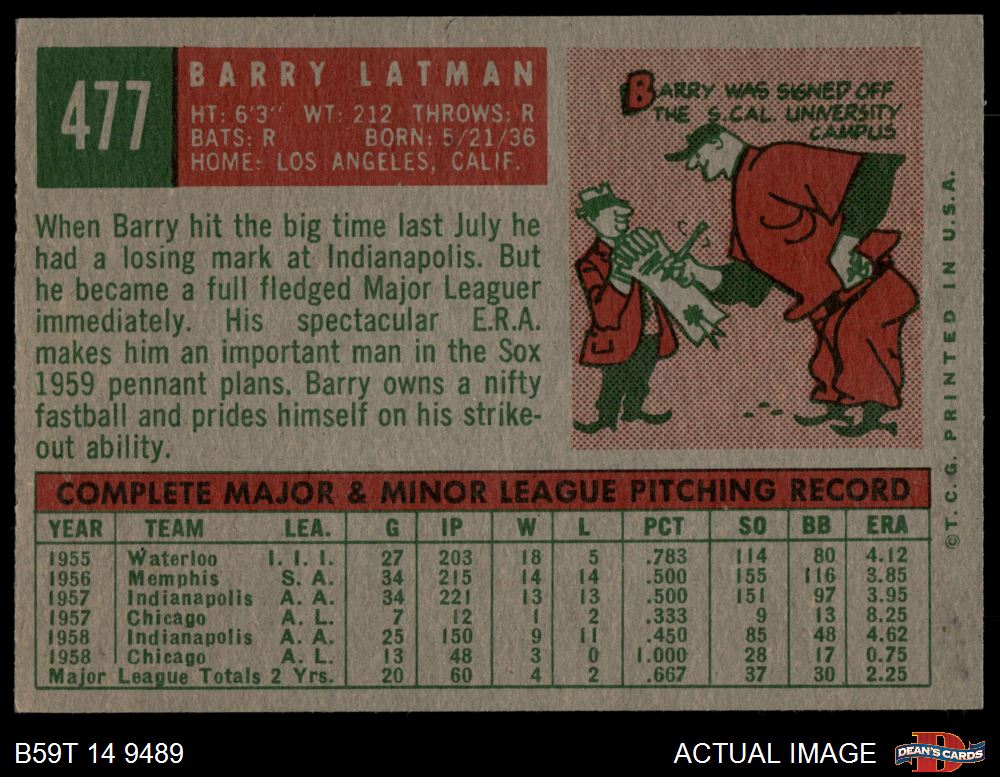 477
BARRY LATMAN
HT: 6'3" WT: 212 THROWS: R
BATS: R BORN: 5/21/36
HOME: LOS ANGELES, CALIF.
BARRY WAS SIGNED OFF
THE S. CAL. UNIVERSITY
CAMPUS
When Barry hit the big time last July he
had a losing mark at Indianapolis. But
he became a full fledged Major Leaguer
immediately. His spectacular E.R.A.
makes him an important man in the Sox
1959 pennant plans. Barry owns a nifty
fastball and prides himself on his strike-
out ability.
COMPLETE MAJOR & MINOR LEAGUE PITCHING RECORD
YEAR TEAM LEA. G IP W L PCT SO BB ERA
1955 Waterloo I. I. I. 27 203 18 5 .783 114 80 4.12
1956 Memphis S. A. 34 215 14 14 .500 155 116 3.85
1957 Indianapolis A. A. 34 221 13 13 .500 151 97 3.95
1957 Chicago A. L. 7 12 1 2 .333 9 13 8.25
1958 Indianapolis A. A. 25 150 9 11 .450 85 48 4.62
1958 Chicago A. L. 13 48 3 0 1.000 28 17 0.75
Major League Totals 2 Yrs. 20 60 4 2 .667 37 30 2.25
©T. C. G. PRINTED IN U.S.A.
B59T 14 9489
ACTUAL IMAGE
DEAN'S CARDS